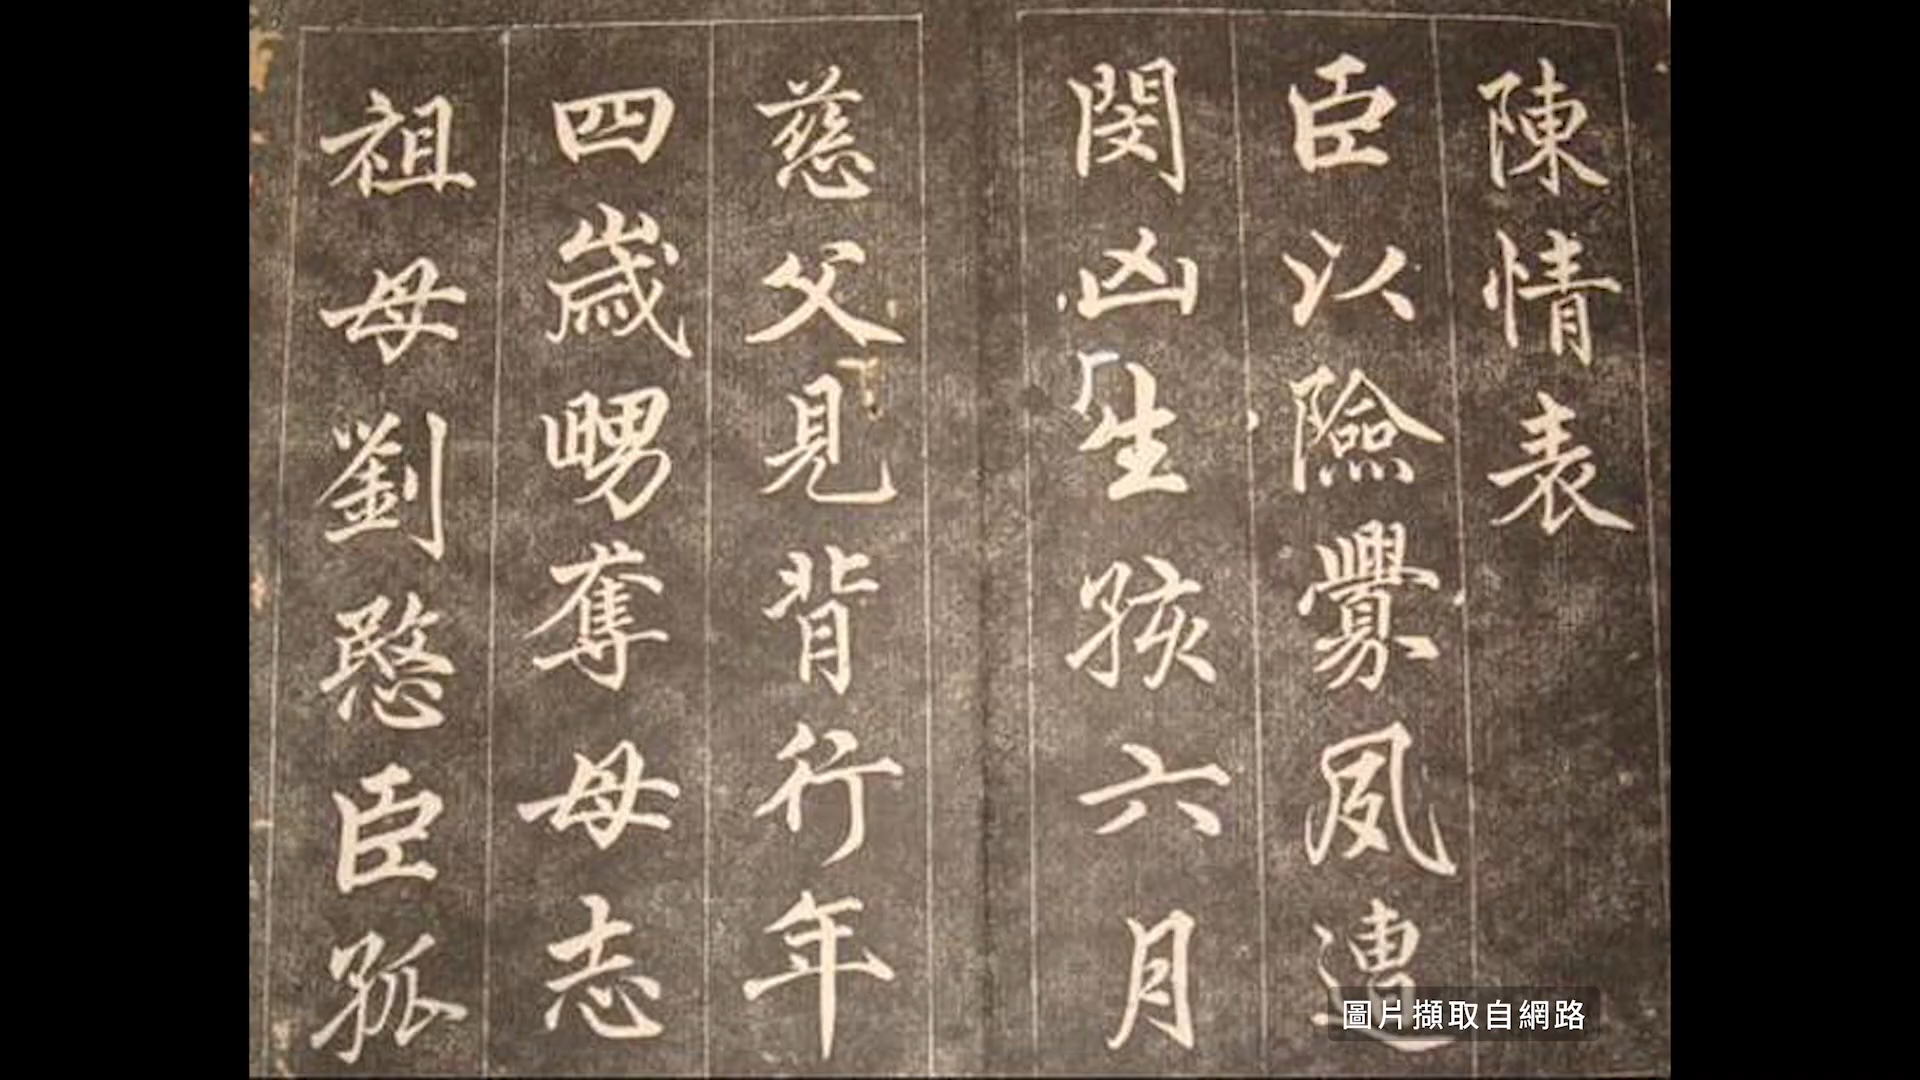 陳情表
臣以險釁夙遭
閔凶生孩六月
慈父見背行年
四歲舅奪母志
祖母劉愍臣孤
圖片擷取自網路